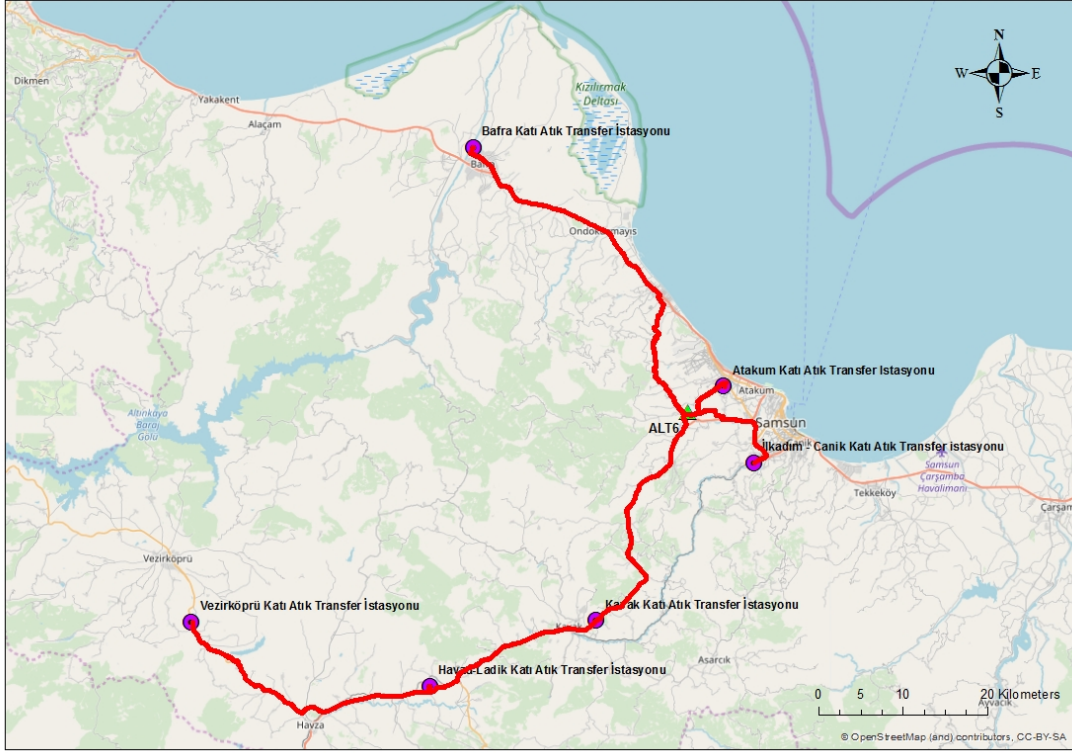 N
W
E
S
Dikmen
Yakakent
Alaçam
Kızılırmak
Deltası
Bafra Katı Atık Transfer İstasyonu
Bafra
Ondokuzmayıs
Atakum Katı Atık Transfer İstasyonu
Atakum
Altınkaya
Baraj
Gölü
ALT6
Samsun
Canik
İlkadım - Canik Katı Atık Transfer istasyonu
Samsun
Çarşamba
Havalimanı
Tekkeköy
Çarşam
Vezirköprü
Vezirköprü Katı Atık Transfer İstasyonu
Kavak Katı Atık Transfer İstasyonu
Kavak
Havza-Ladik Katı Atık Transfer İstasyonu
Asarcık
Havza
0 5 10 20 Kilometers
Ayvacık
© OpenStreetMap (and) contributors, CC-BY-SA